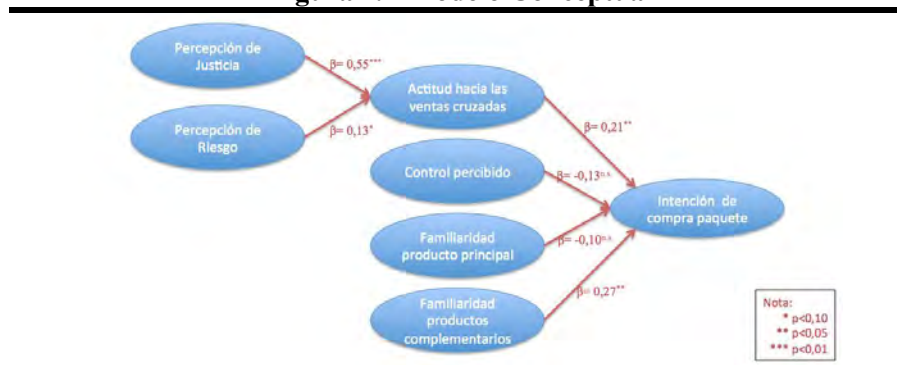 Percepción de
Justicia
β= 0,55***
Actitud hacia las
ventas cruzadas
Percepción de
Riesgo
β= 0,13*
β= 0,21**
Control percibido
β= -0,13n.s.
Intención de
compra paquete
Familiaridad
producto principal
β= -0,10n.s.
Familiaridad
productos
complementarios
β= 0,27**
Nota:
* p<0,10
** p<0,05
*** p<0,01